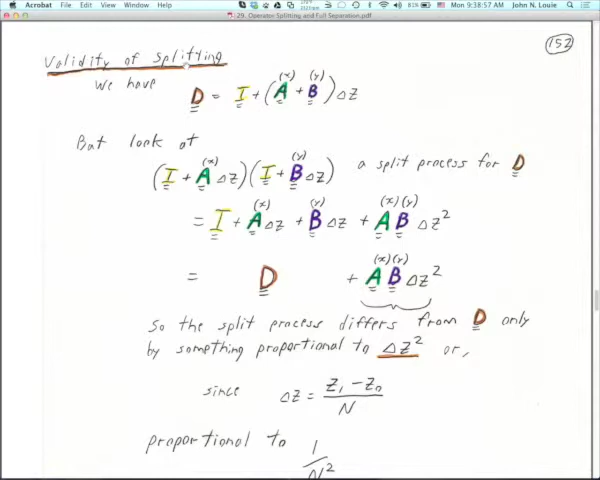 Acrobat File Edit View Window Help 81% Mon 9:38:57 AM John N. Louie
29. Operator Splitting and Full Separation.pdf
152
Validity of Splitting
we have
D = I + (A^(x) + B^(y)) ΔZ
But look at
(I + A^(x) ΔZ)(I + B^(y) ΔZ) a split process for D
= I + A^(x) ΔZ + B^(y) ΔZ + A^(x) B^(y) ΔZ²
= D + A^(x) B^(y) ΔZ²
So the split process differs from D only
by something proportional to ΔZ² or,
since ΔZ = (Z₁ - Z₀) / N
proportional to 1 / N²